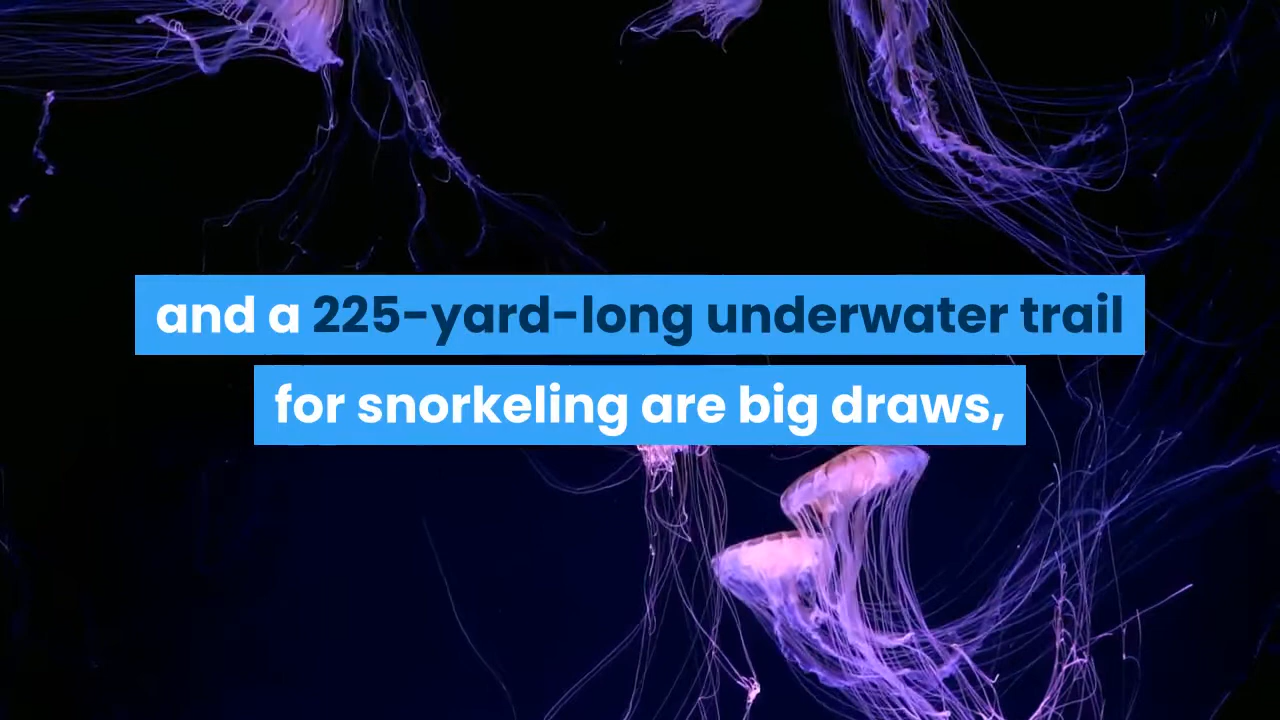 and a 225-yard-long underwater trail
for snorkeling are big draws,